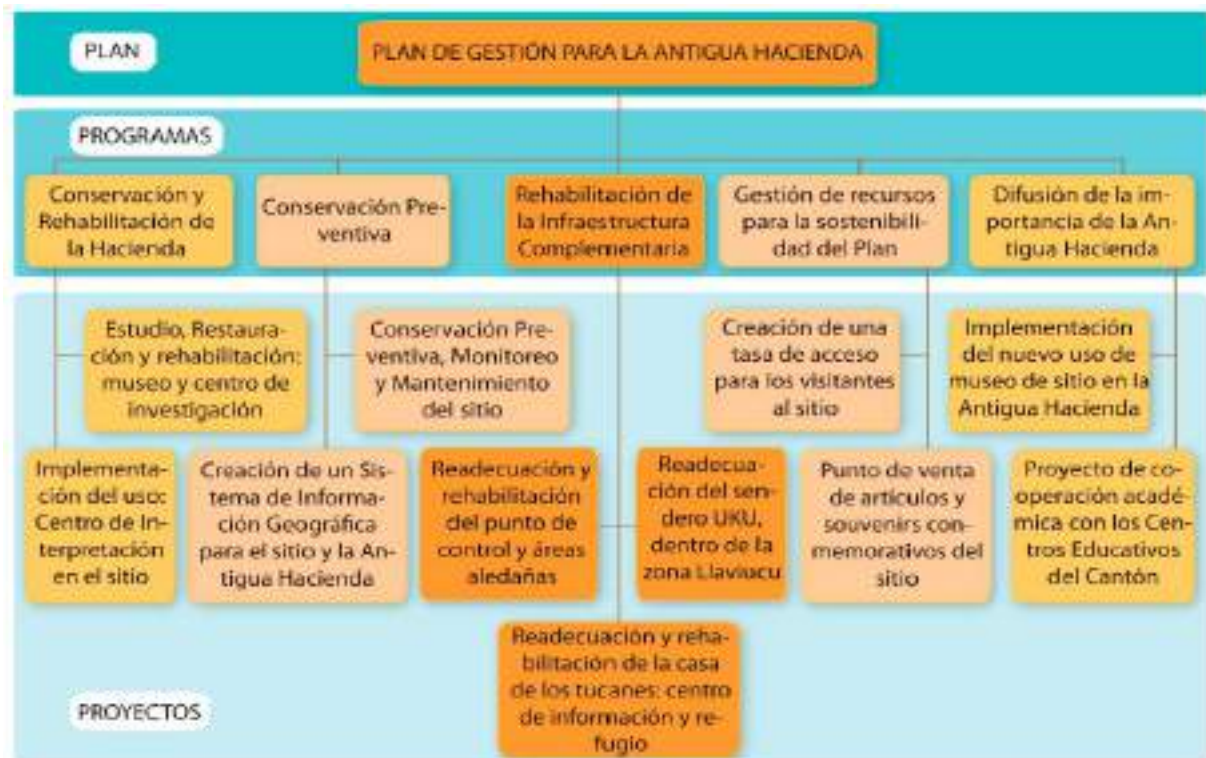 PLAN
PLAN DE GESTIÓN PARA LA ANTIGUA HACIENDA
PROGRAMAS
Conservación y
Rehabilitación de
la Hacienda
Conservación Pre-
ventiva
Rehabilitación de
la Infraestructura
Complementaria
Gestión de recursos
para la sostenibili-
dad del Plan
Difusión de la im-
portancia de la An-
tigua Hacienda
Estudio, Restaura-
ción y rehabilitación:
museo y centro de
investigación
Conservación Pre-
ventiva, Monitoreo
y Mantenimiento
del sitio
Creación de una
tasa de acceso
para los visitantes
al sitio
Implementación
del nuevo uso de
museo de sitio en la
Antigua Hacienda
Implementa-
ción del uso:
Centro de In-
terpretación
en el sitio
Creación de un Sis-
tema de Informa-
ción Geográfica
para el sitio y la An-
tigua Hacienda
Readecuación y
rehabilitación
del punto de
control y áreas
aledañas
Readecua-
ción del sen-
dero UKU,
dentro de la
zona Llaviucu
Punto de venta
de artículos y
souvenirs con-
memorativos del
sitio
Proyecto de co-
operación acadé-
mica con los Cen-
tros Educativos
del Cantón
Readecuación y reha-
bilitación de la casa
de los tucanes: centro
de información y re-
fugio
PROYECTOS